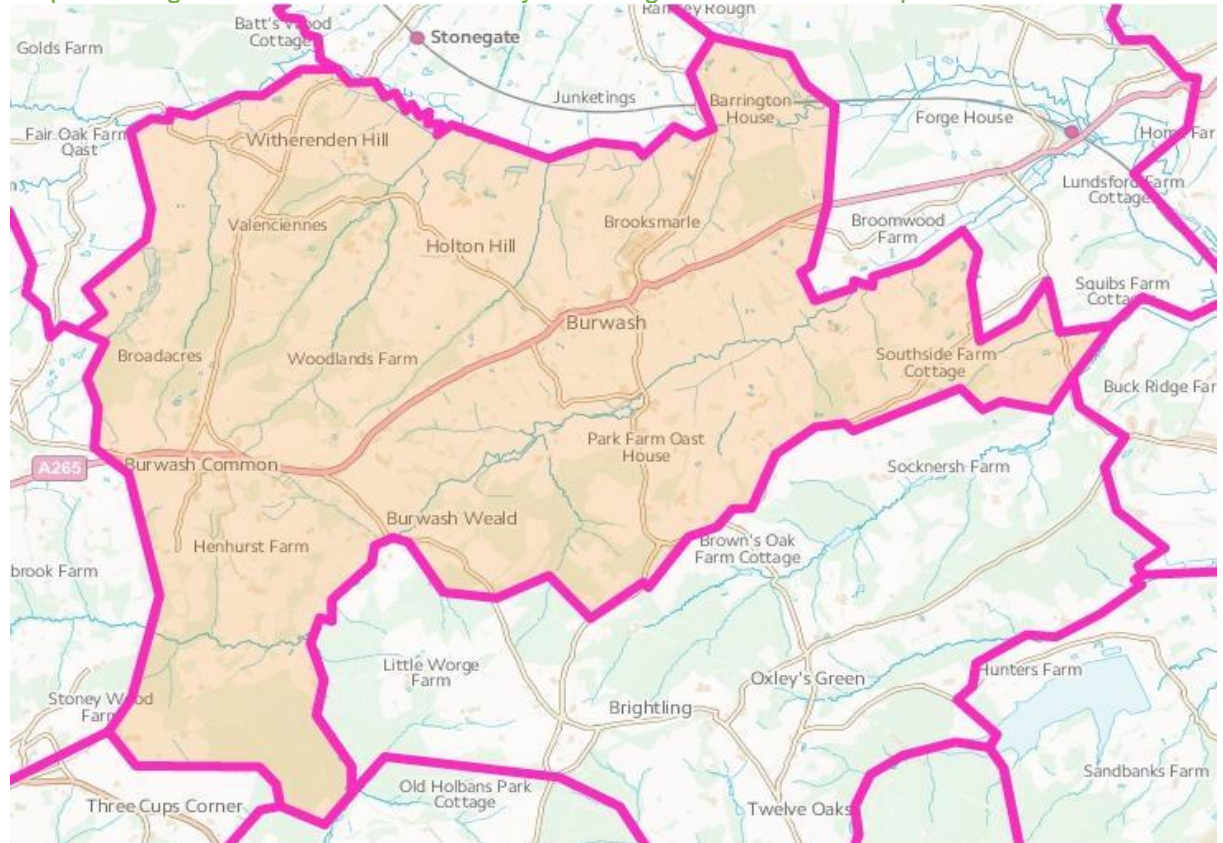 Ramsey Rough
Batt's Wood
Cottage
Golds Farm
Stonegate
Junketings
Barrington
House
Forge House
Fair Oak Farm
Oast
Witherenden Hill
Lundsford Farm
Cottage
Valenciennes
Brooksmarle
Broomwood
Farm
Holton Hill
Squibs Farm
Cottage
Burwash
Broadacres
Woodlands Farm
Southside Farm
Cottage
Buck Ridge Far
Park Farm Oast
House
A265
Burwash Common
Socknersh Farm
Burwash Weald
Henhurst Farm
Brown's Oak
Farm Cottage
brook Farm
Little Worge
Farm
Oxley's Green
Hunters Farm
Stoney Wood
Farm
Brightling
Sandbanks Farm
Old Holbans Park
Cottage
Three Cups Corner
Twelve Oaks